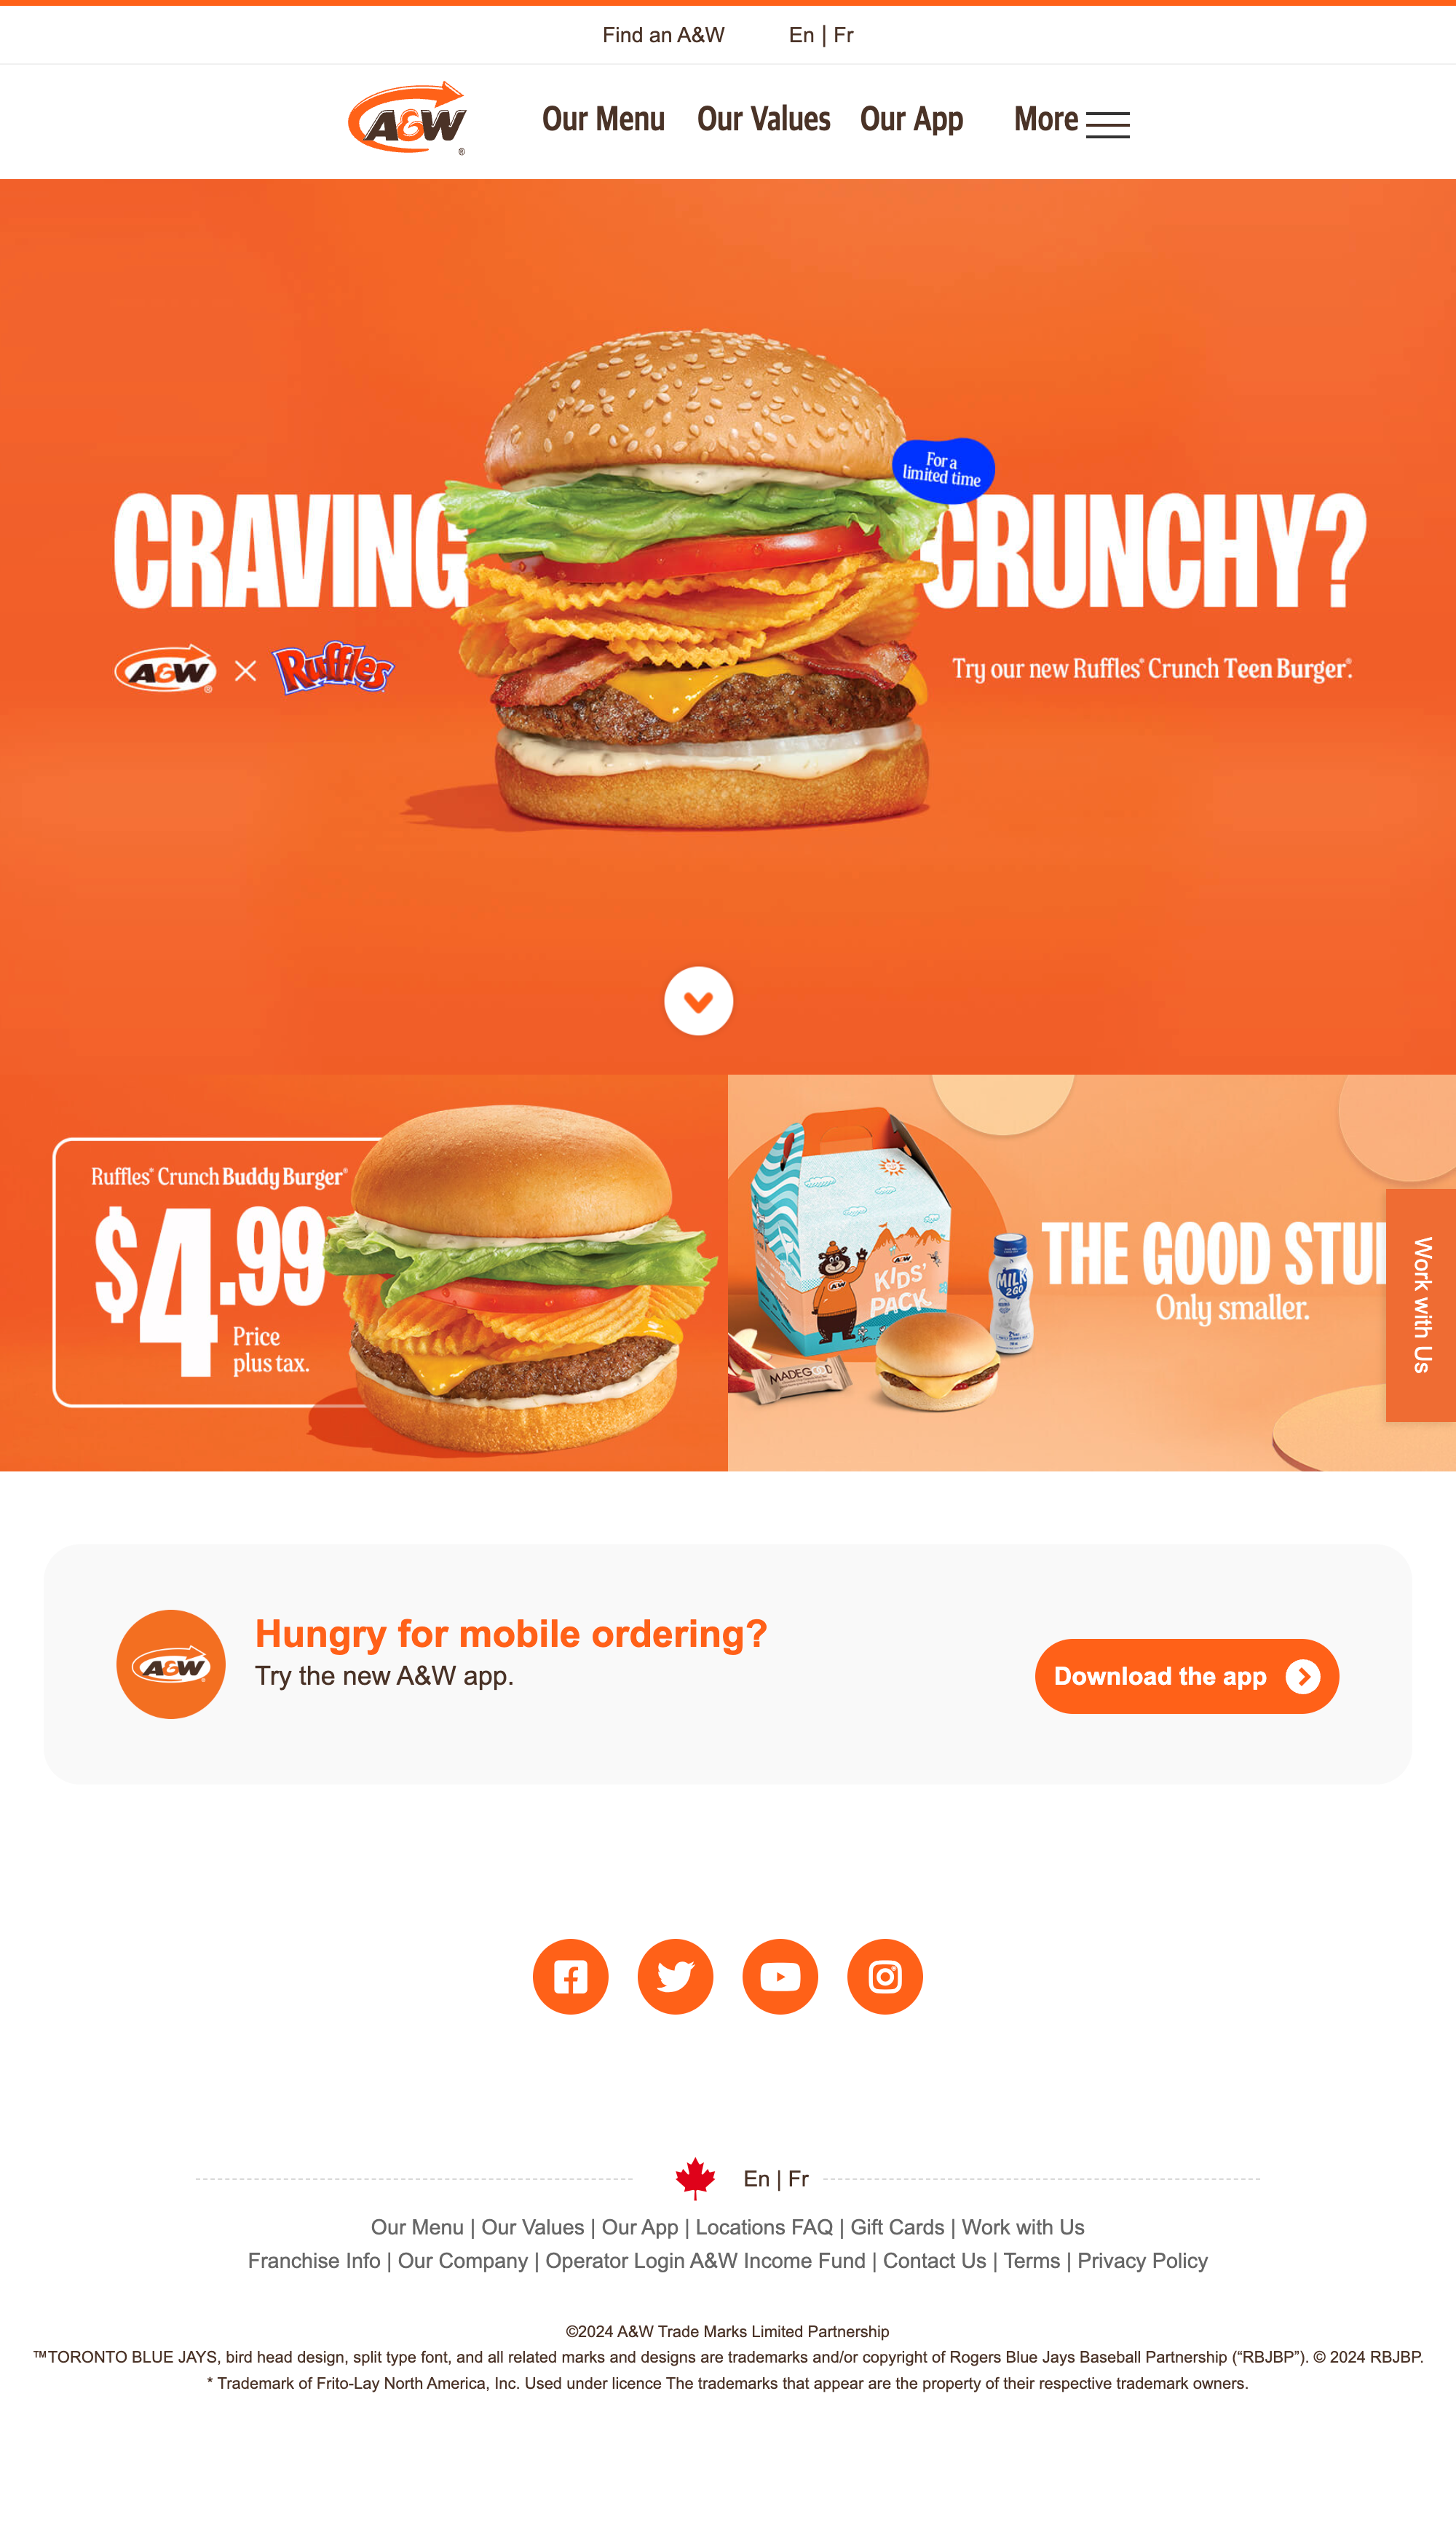 Find an A&W En | Fr
A&W ®
Our Menu Our Values Our App More
For a
limited time
CRAVING CRUNCHY?
A&W ® × Ruffles
Try our new Ruffles* Crunch Teen Burger®.
Ruffles* Crunch Buddy Burger®
$4.99
Price
plus tax.
A&W
KIDS'
PACK
A&W
MILK
2GO
MADEGOOD
THE GOOD STU
Only smaller.
Work with Us
A&W
Hungry for mobile ordering?
Try the new A&W app.
Download the app
En | Fr
Our Menu | Our Values | Our App | Locations FAQ | Gift Cards | Work with Us
Franchise Info | Our Company | Operator Login A&W Income Fund | Contact Us | Terms | Privacy Policy
©2024 A&W Trade Marks Limited Partnership
™TORONTO BLUE JAYS, bird head design, split type font, and all related marks and designs are trademarks and/or copyright of Rogers Blue Jays Baseball Partnership (“RBJBP”). © 2024 RBJBP.
* Trademark of Frito-Lay North America, Inc. Used under licence The trademarks that appear are the property of their respective trademark owners.